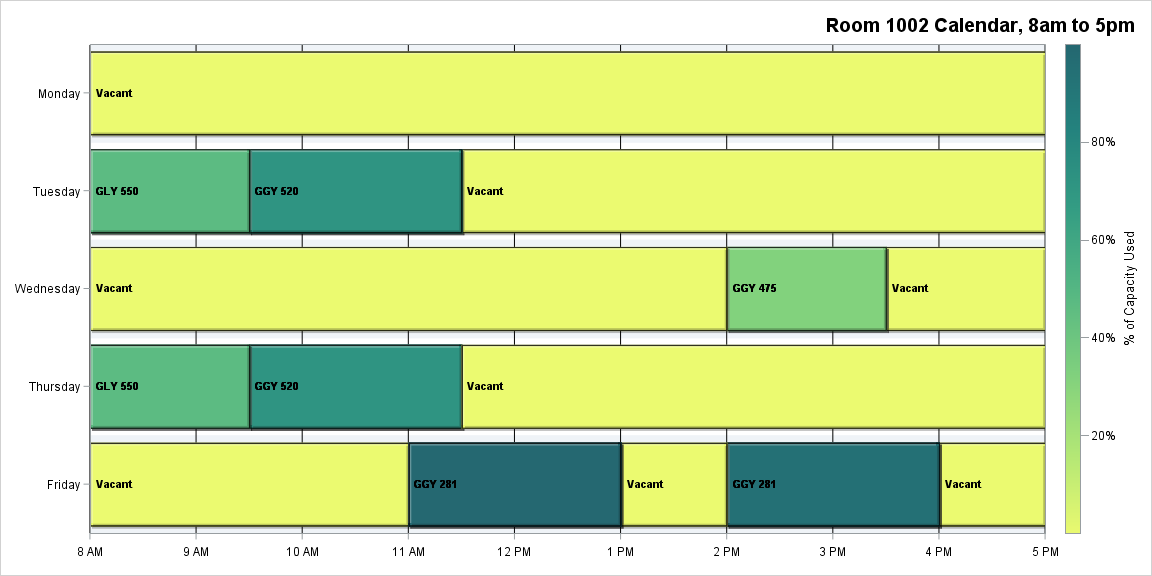 Room 1002 Calendar, 8am to 5pm
Monday
Vacant
Tuesday
GLY 550
GGY 520
Vacant
Wednesday
Vacant
GGY 475
Vacant
Thursday
GLY 550
GGY 520
Vacant
Friday
Vacant
GGY 281
Vacant
GGY 281
Vacant
8 AM
9 AM
10 AM
11 AM
12 PM
1 PM
2 PM
3 PM
4 PM
5 PM
80%
60%
40%
20%
% of Capacity Used